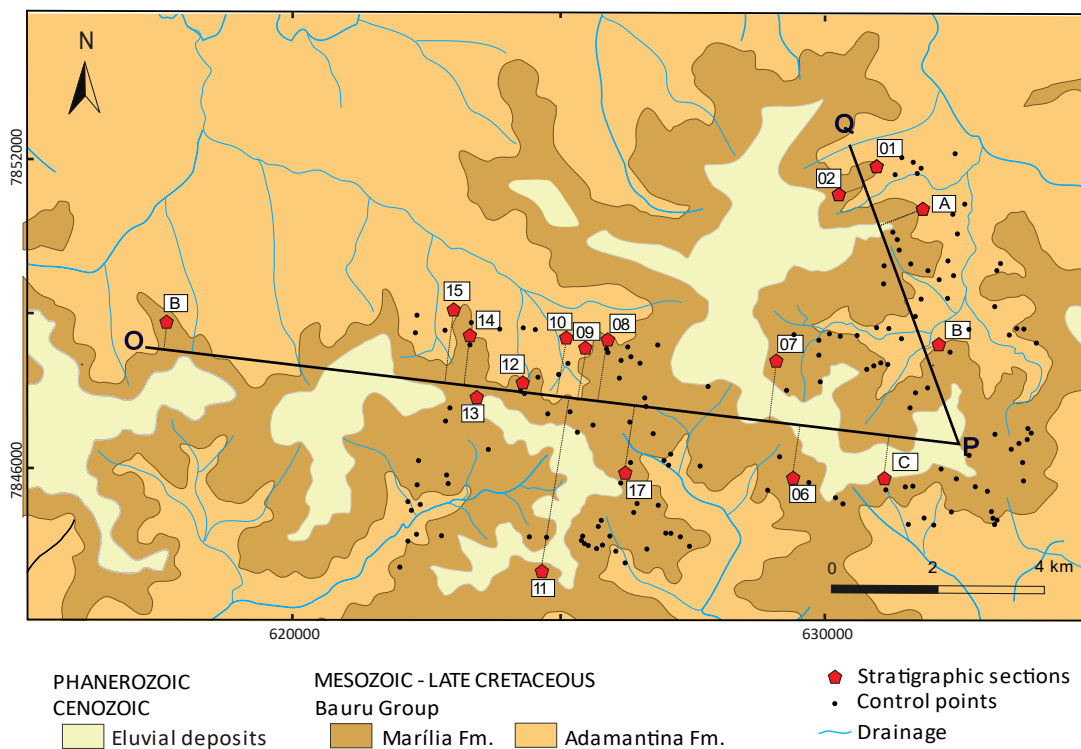 N
Q
01
7852000
02
A
15
B
14
10
09
08
B
O
07
12
13
P
7846000
C
17
06
0 2 4 km
11
620000
630000
PHANEROZOIC
CENOZOIC
Eluvial deposits
MESOZOIC - LATE CRETACEOUS
Bauru Group
Marília Fm.
Adamantina Fm.
Stratigraphic sections
Control points
Drainage